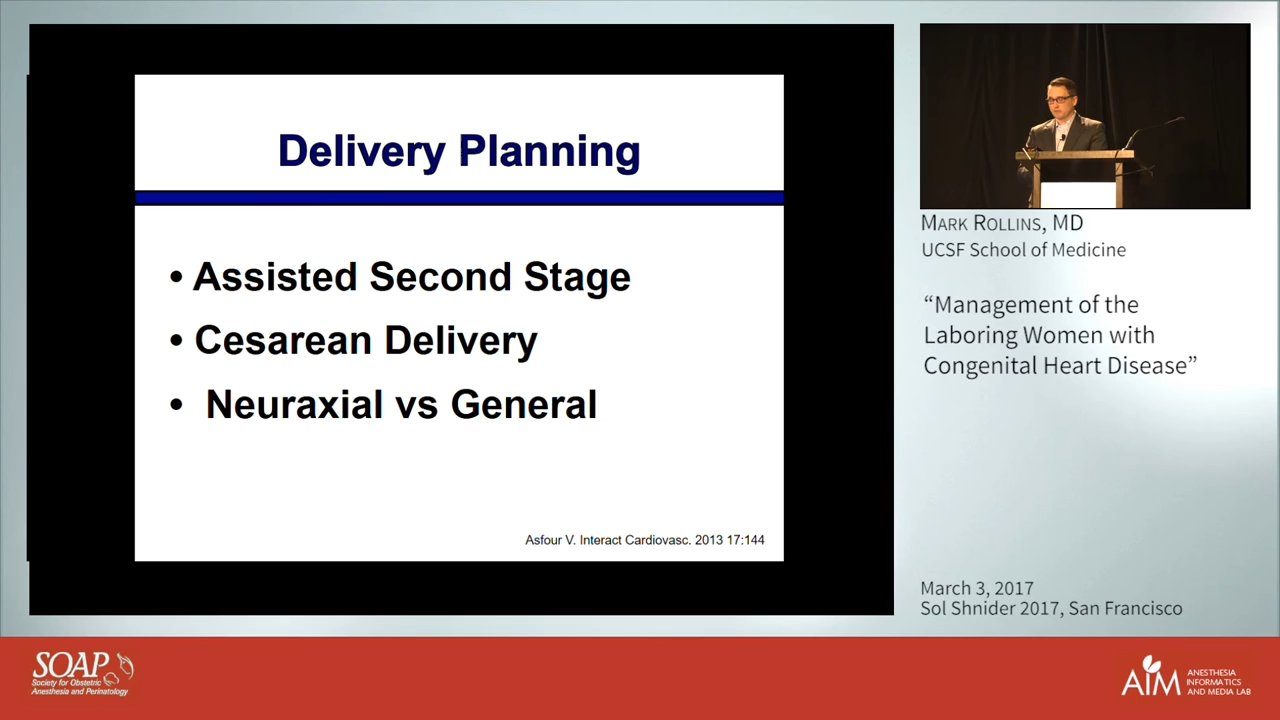 Delivery Planning
• Assisted Second Stage
• Cesarean Delivery
• Neuraxial vs General
Asfour V. Interact Cardiovasc. 2013 17:144
MARK ROLLINS, MD
UCSF School of Medicine
“Management of the
Laboring Women with
Congenital Heart Disease”
March 3, 2017
Sol Shnider 2017, San Francisco
SOAP
Society for Obstetric
Anesthesia and Perinatology
AIM
ANESTHESIA
INFORMATICS
AND MEDIA LAB